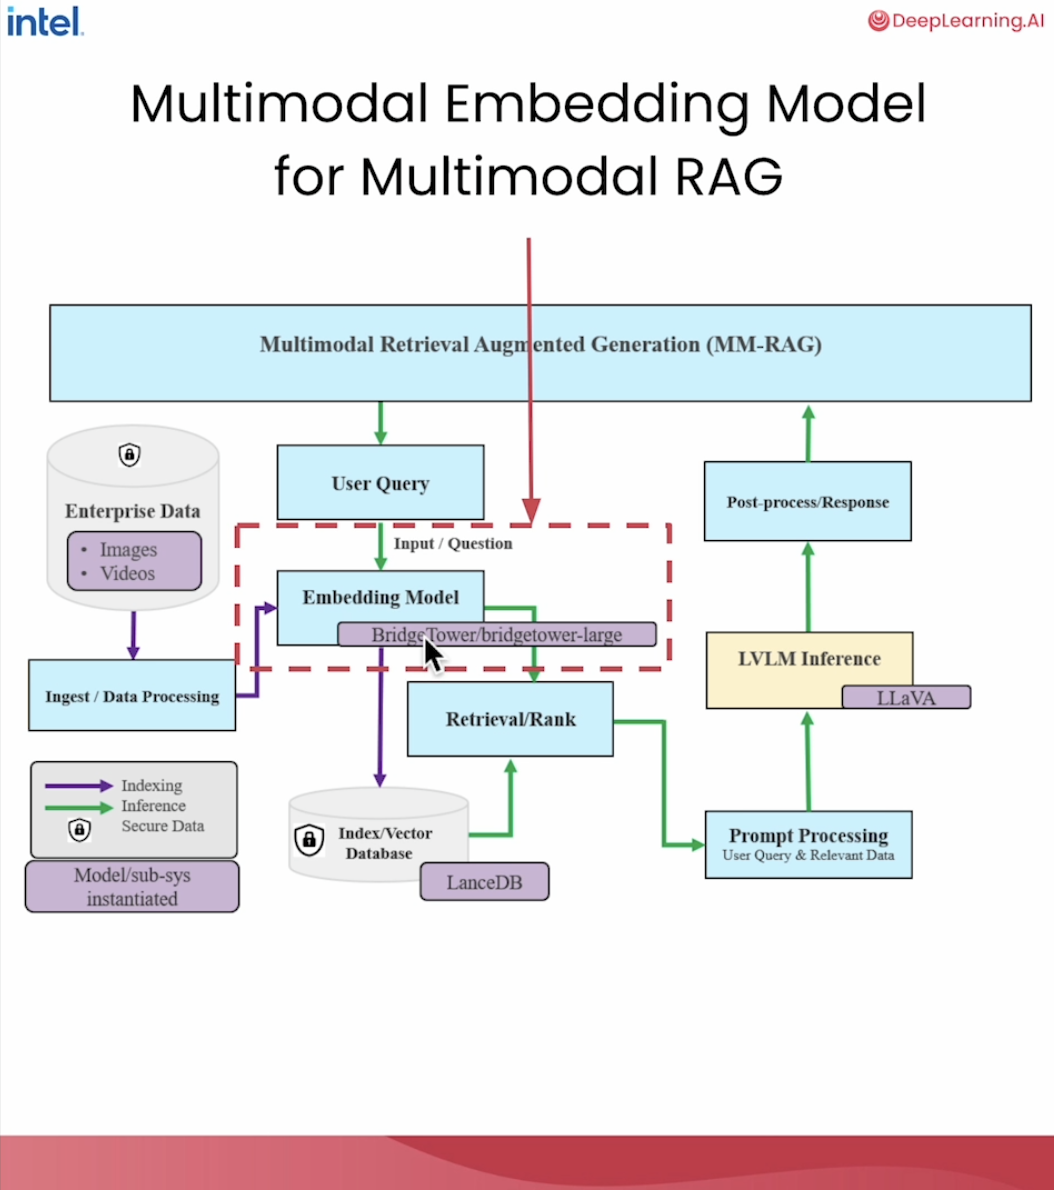 intel.
DeepLearning.AI
Multimodal Embedding Model
for Multimodal RAG
Multimodal Retrieval Augmented Generation (MM-RAG)
User Query
Enterprise Data
• Images
• Videos
Input / Question
Embedding Model
BridgeTower/bridgetower-large
Ingest / Data Processing
Retrieval/Rank
Post-process/Response
LVLM Inference
LLaVA
Indexing
Inference
Secure Data
Model/sub-sys
instantiated
Index/Vector
Database
LanceDB
Prompt Processing
User Query & Relevant Data